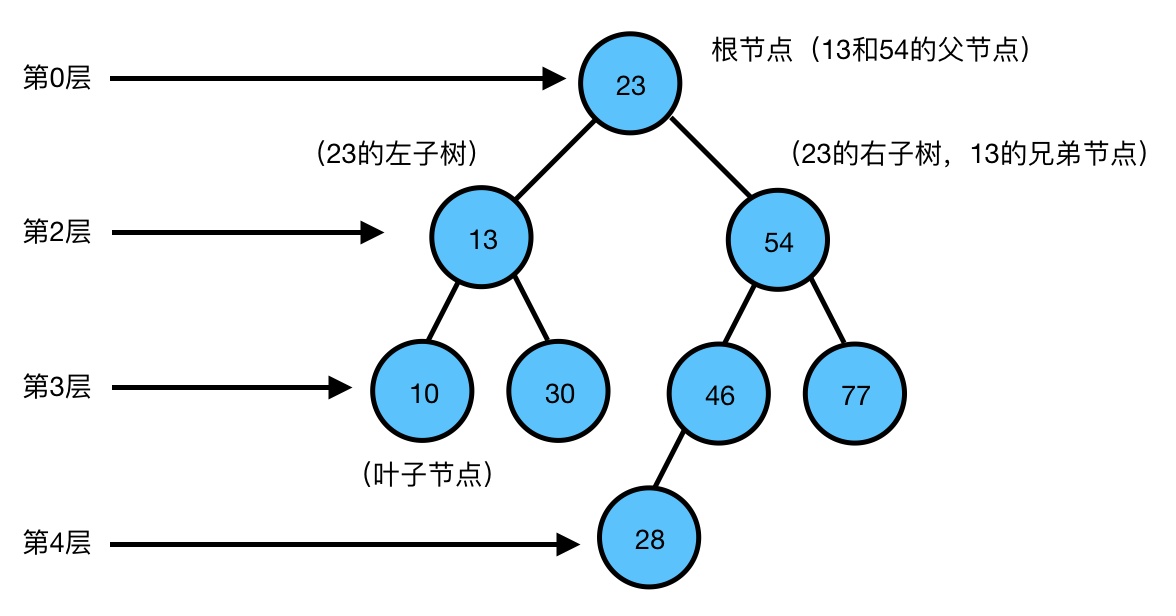 根节点（13和54的父节点）
第0层
23
（23的左子树）
（23的右子树，13的兄弟节点）
第2层
13
54
第3层
10
30
46
77
（叶子节点）
第4层
28